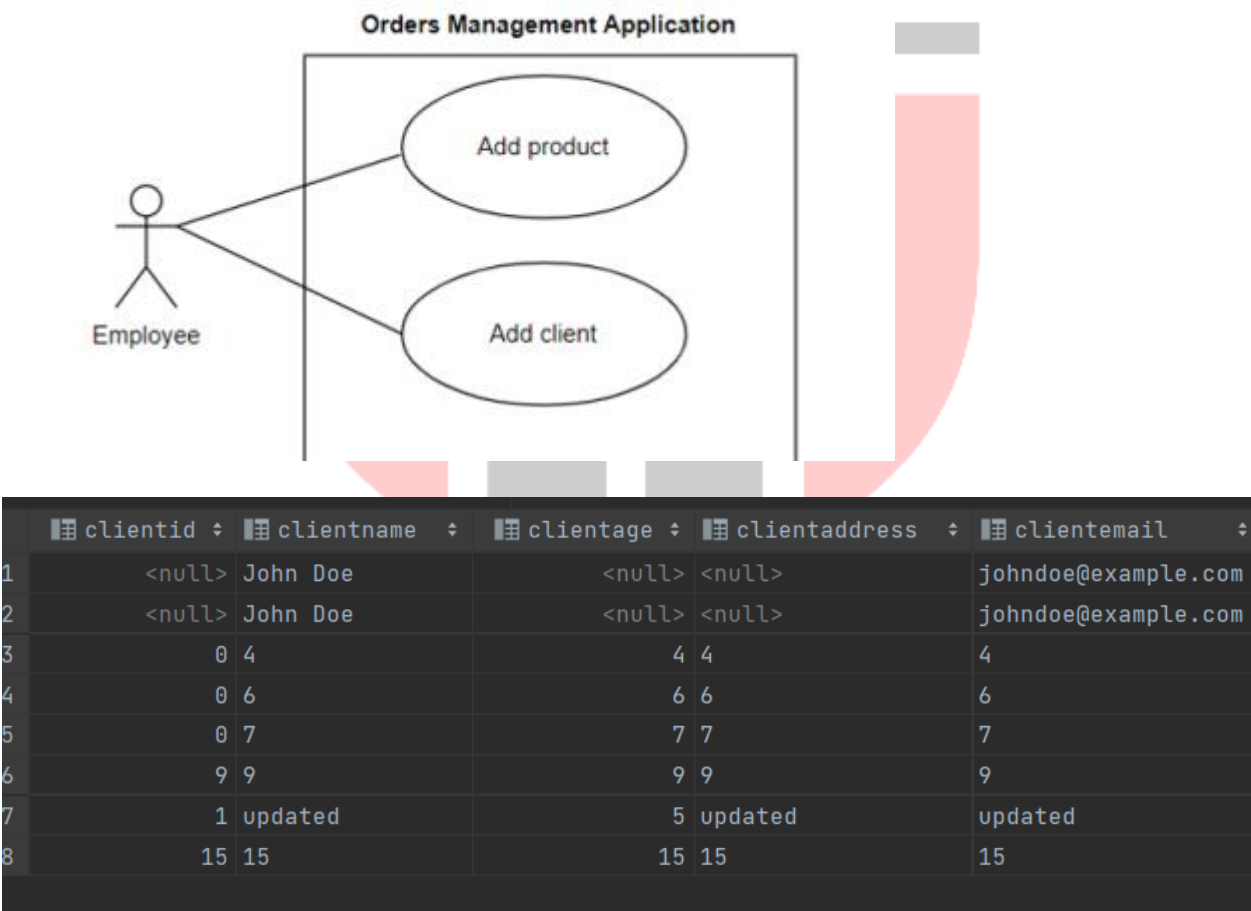 Orders Management Application
Add product
Add client
Employee
clientid clientname clientage clientaddress clientemail
1 <null> John Doe <null> <null> johndoe@example.com
2 <null> John Doe <null> <null> johndoe@example.com
3 0 4 4 4 4
4 0 6 6 6 6
5 0 7 7 7 7
6 9 9 9 9 9
7 1 updated 5 updated updated
8 15 15 15 15 15